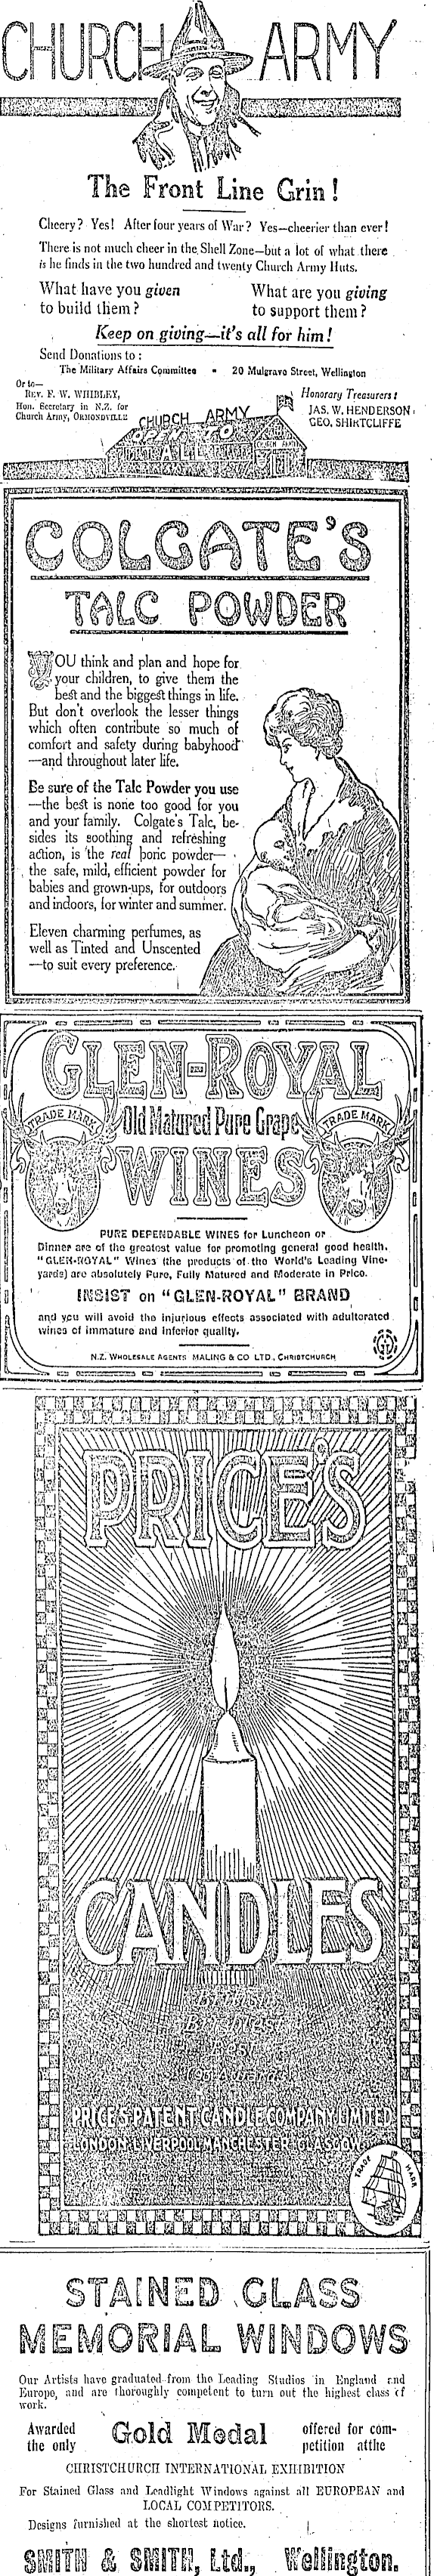 CHURCH ARMY
The Front Line Grin!
Cheery? Yes! After four years of War? Yes—cheerier than ever!
There is not much cheer in the Shell Zone—but a lot of what there
is he finds in the two hundred and twenty Church Army Huts.
What have you given
to build them?
What are you giving
to support them?
Keep on giving—it's all for him!
Send Donations to:
The Military Affairs Committee - 20 Mulgrave Street, Wellington
Or to—
Rev. F. W. WHIBLEY,
Hon. Secretary in N.Z. for
Church Army, ORMONDVILLE
Honorary Treasurers:
JAS. W. HENDERSON
GEO. SHIRTCLIFFE
CHURCH ARMY
OPEN TO
ALL
COLGATE'S
TALC POWDER
YOU think and plan and hope for
your children, to give them the
best and the biggest things in life.
But don't overlook the lesser things
which often contribute so much of
comfort and safety during babyhood
—and throughout later life.
Be sure of the Talc Powder you use
—the best is none too good for you
and your family. Colgate's Talc, be-
sides its soothing and refreshing
action, is the real boric powder—
the safe, mild, efficient powder for
babies and grown-ups, for outdoors
and indoors, for winter and summer.
Eleven charming perfumes, as
well as Tinted and Unscented
—to suit every preference.
GLEN-ROYAL
TRADE MARK
Old Matured Pure Grape
TRADE MARK
WINES
PURE DEPENDABLE WINES for Luncheon or
Dinner are of the greatest value for promoting general good health.
"GLEN-ROYAL" Wines (the products of the World's Leading Vine-
yards) are absolutely Pure, Fully Matured and Moderate in Price.
INSIST on "GLEN-ROYAL" BRAND
and you will avoid the injurious effects associated with adulterated
wines of immature and inferior quality.
N.Z. WHOLESALE AGENTS MALING & CO LTD., CHRISTCHURCH
PRICE'S
CANDLES
British
Brightest
Best
Awards
PRICE'S PATENT CANDLE COMPANY LIMITED
LONDON LIVERPOOL MANCHESTER GLASGOW
TRADE MARK
STAINED GLASS
MEMORIAL WINDOWS
Our Artists have graduated from the Leading Studios in England and
Europe, and are thoroughly competent to turn out the highest class of
work.
Awarded
the only
Gold Medal
offered for com-
petition atthe
CHRISTCHURCH INTERNATIONAL EXHIBITION
For Stained Glass and Leadlight Windows against all EUROPEAN and
LOCAL COMPETITORS.
Designs furnished at the shortest notice.
SMITH & SMITH, Ltd., Wellington.